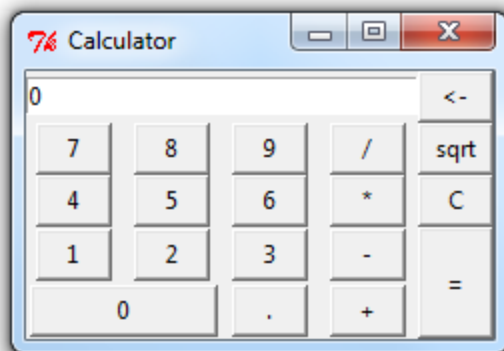 Calculator
0 <-
7 8 9 / sqrt
4 5 6 * C
1 2 3 - =
0 . +